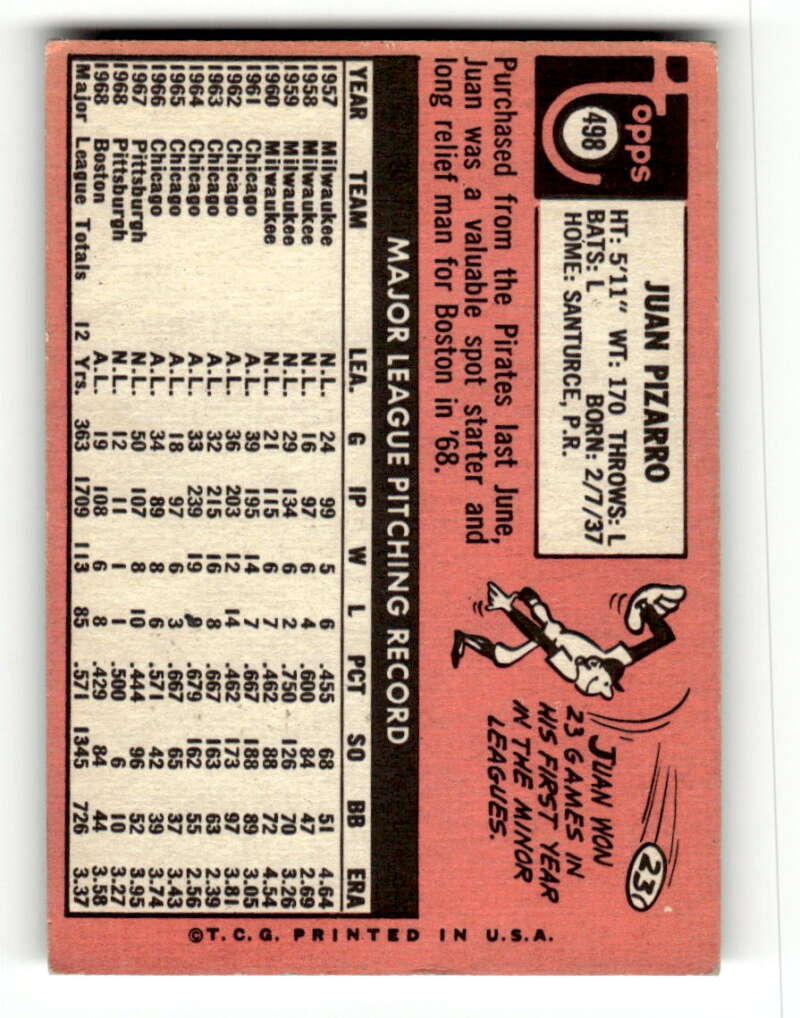 Topps
498
JUAN PIZARRO
HT: 5'11" WT: 170 THROWS: L
BATS: L BORN: 2/7/37
HOME: SANTURCE, P.R.
Purchased from the Pirates last June,
Juan was a valuable spot starter and
long relief man for Boston in '68.
JUAN WON
23 GAMES IN
HIS FIRST YEAR
IN THE MINOR
LEAGUES.
23
MAJOR LEAGUE PITCHING RECORD
YEAR TEAM LEA. G IP W L PCT SO BB ERA
1957 Milwaukee N.L. 24 99 5 6 .455 68 51 4.64
1958 Milwaukee N.L. 16 97 6 4 .600 84 47 2.69
1959 Milwaukee N.L. 29 134 6 2 .750 126 70 3.26
1960 Milwaukee N.L. 21 115 6 7 .462 88 72 4.54
1961 Chicago A.L. 39 195 14 7 .667 188 89 3.05
1962 Chicago A.L. 36 203 12 14 .462 173 97 3.81
1963 Chicago A.L. 32 215 16 8 .667 163 63 2.39
1964 Chicago A.L. 33 239 19 9 .679 162 55 2.56
1965 Chicago A.L. 18 97 6 3 .667 65 37 3.43
1966 Chicago A.L. 34 89 8 6 .571 42 39 3.74
1967 Pittsburgh N.L. 50 107 8 10 .444 96 52 3.95
1968 Pittsburgh N.L. 12 11 1 1 .500 6 10 3.27
1968 Boston A.L. 19 108 6 8 .429 84 44 3.58
Major League Totals 12 Yrs. 363 1709 113 85 .571 1345 726 3.37
©T.C.G. PRINTED IN U.S.A.